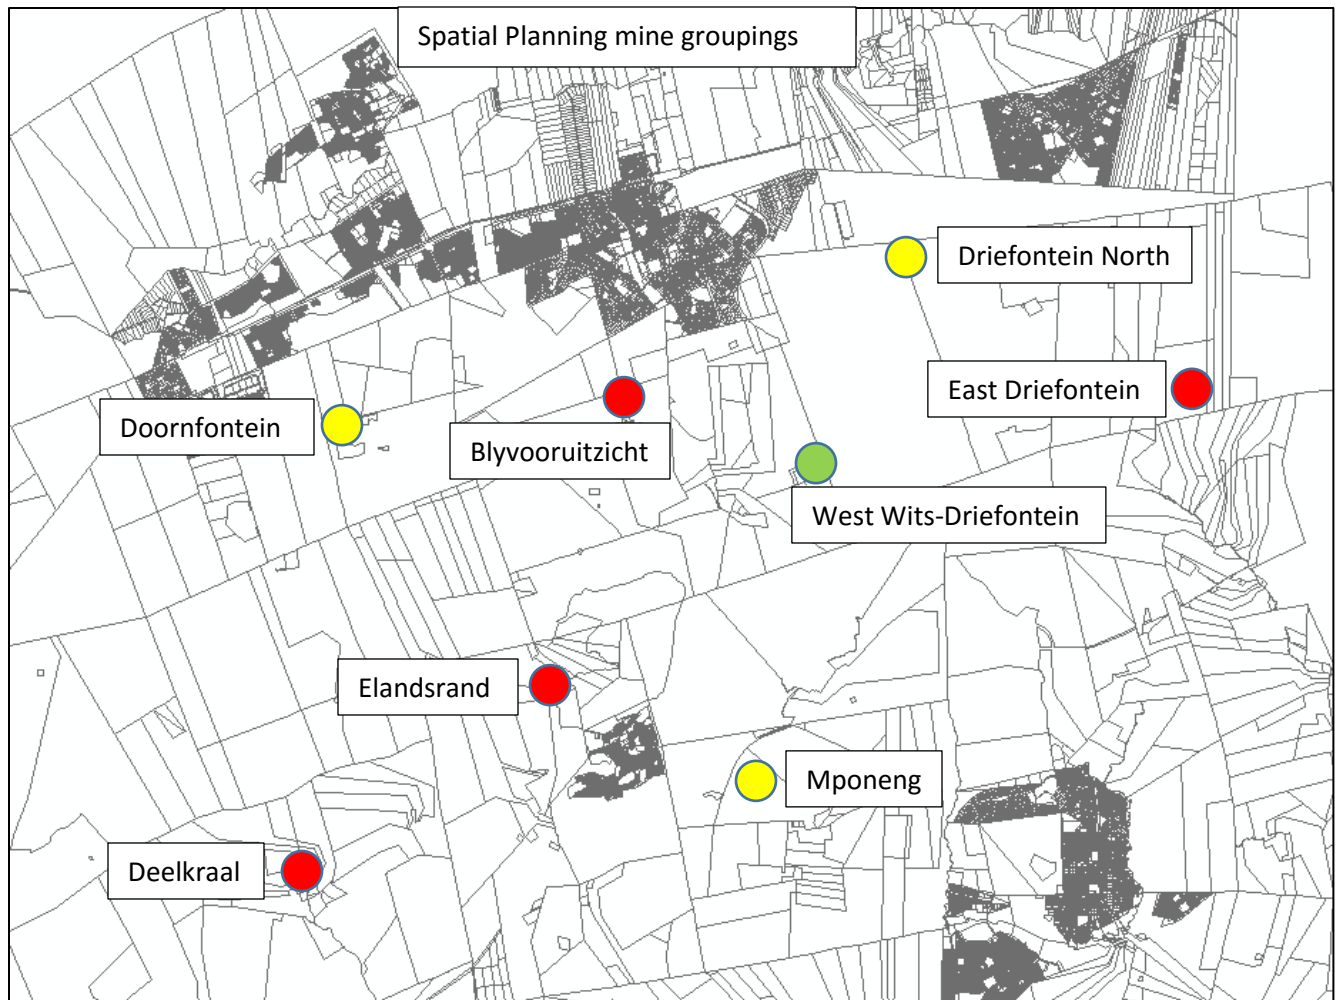 Spatial Planning mine groupings
Driefontein North
East Driefontein
Doornfontein
Blyvooruitzicht
West Wits-Driefontein
Elandsrand
Mponeng
Deelkraal